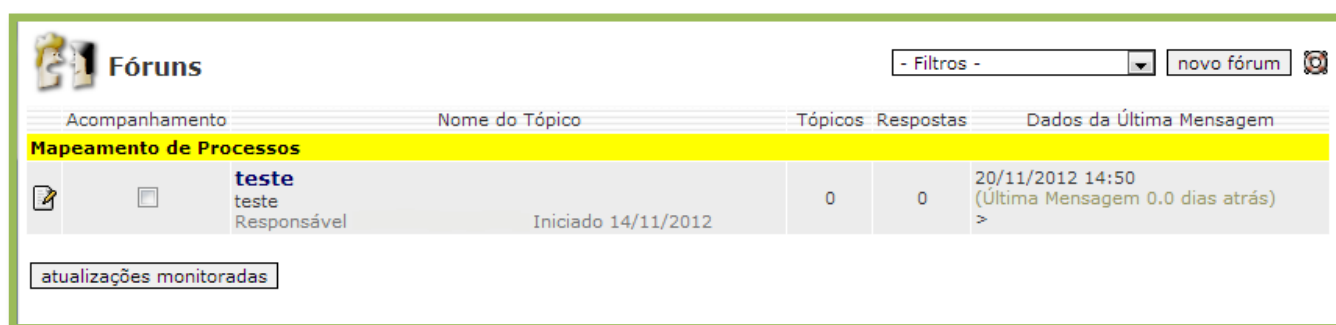 Fóruns
- Filtros -
novo fórum
Acompanhamento Nome do Tópico Tópicos Respostas Dados da Última Mensagem
Mapeamento de Processos
teste
teste
Responsável Iniciado 14/11/2012
0 0
20/11/2012 14:50
(Última Mensagem 0.0 dias atrás)
>
atualizações monitoradas